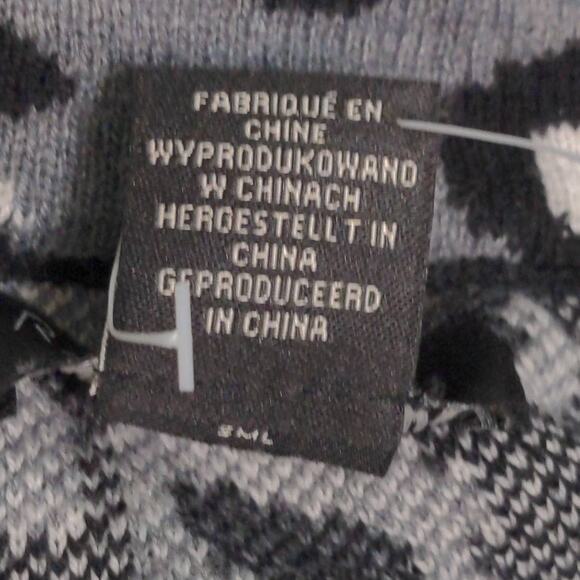 FABRIQUÉ EN
CHINE
WYPRODUKOWANO
W CHINACH
HERGESTELLT IN
CHINA
GEPRODUCEERD
IN CHINA
SML